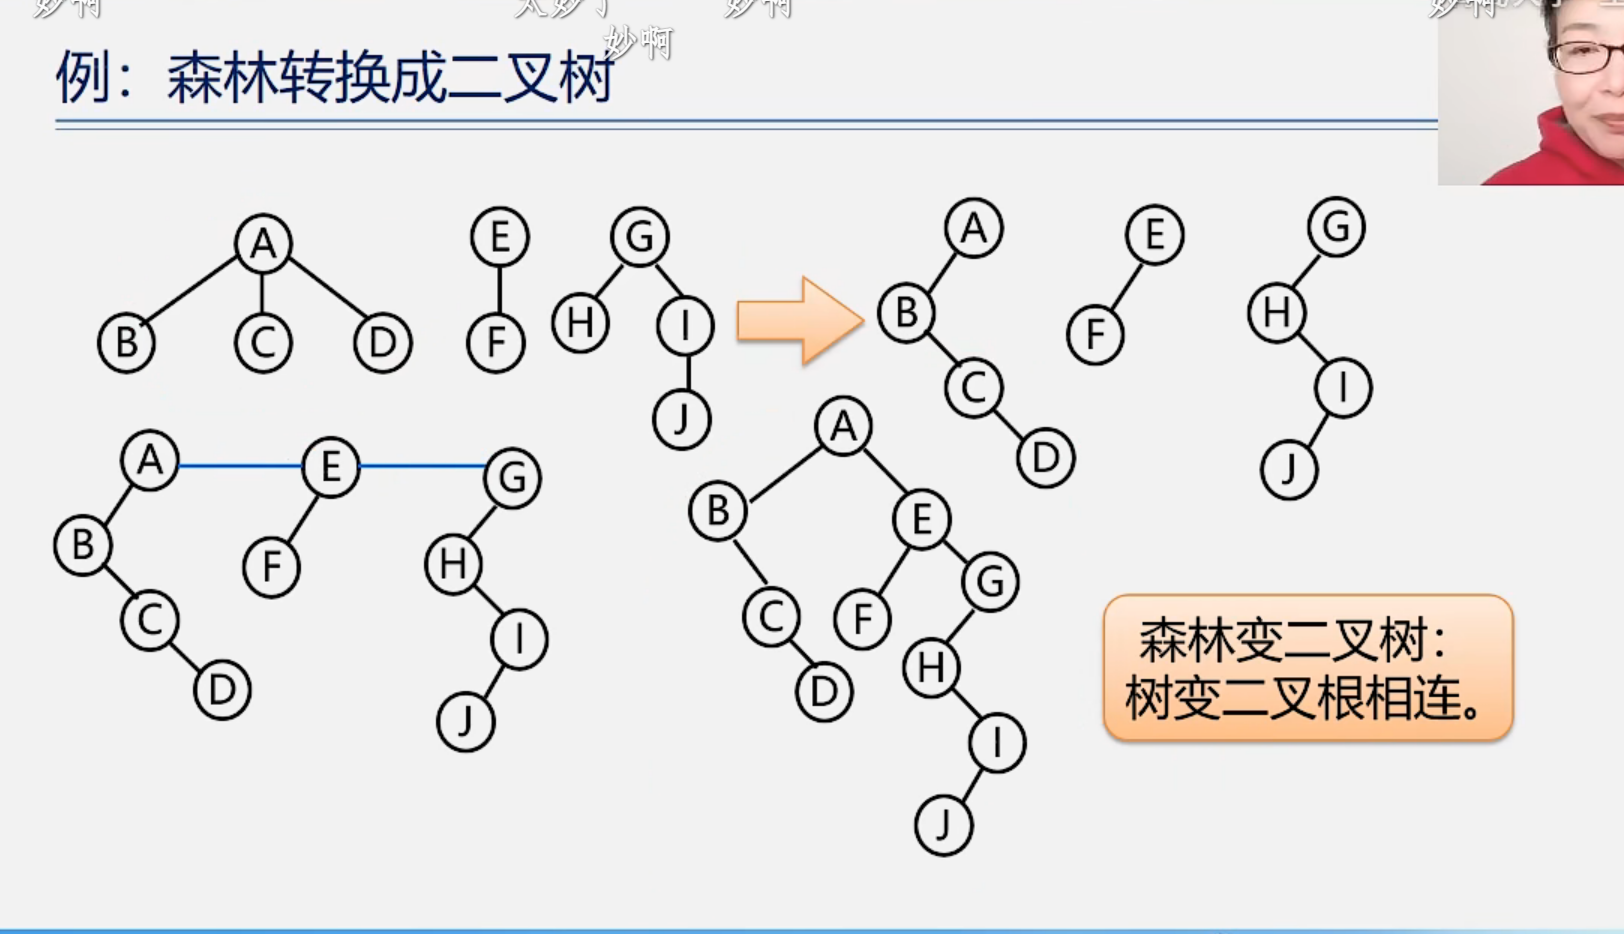 妙啊 太妙了 妙啊 妙啊
妙啊
例：森林转换成二叉树
A E G A E G
B C D F H I B F H
J C I
D J
A E G A
B F H B E
C I C F G
D J D H
I
J
森林变二叉树：
树变二叉根相连。